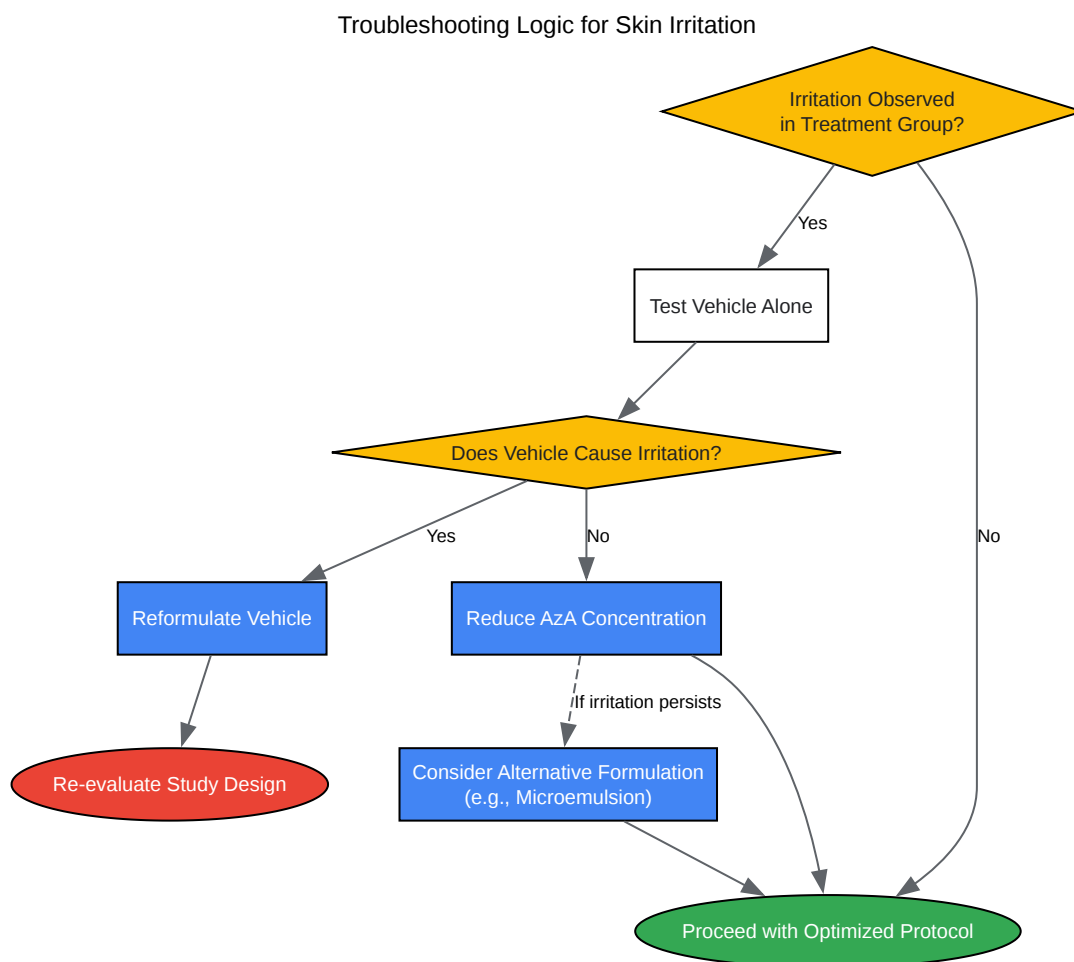 Troubleshooting Logic for Skin Irritation
Irritation Observed
in Treatment Group?
Yes
Test Vehicle Alone
Does Vehicle Cause Irritation?
Yes
No
No
Reformulate Vehicle
Reduce AzA Concentration
If irritation persists
Re-evaluate Study Design
Consider Alternative Formulation
(e.g., Microemulsion)
Proceed with Optimized Protocol